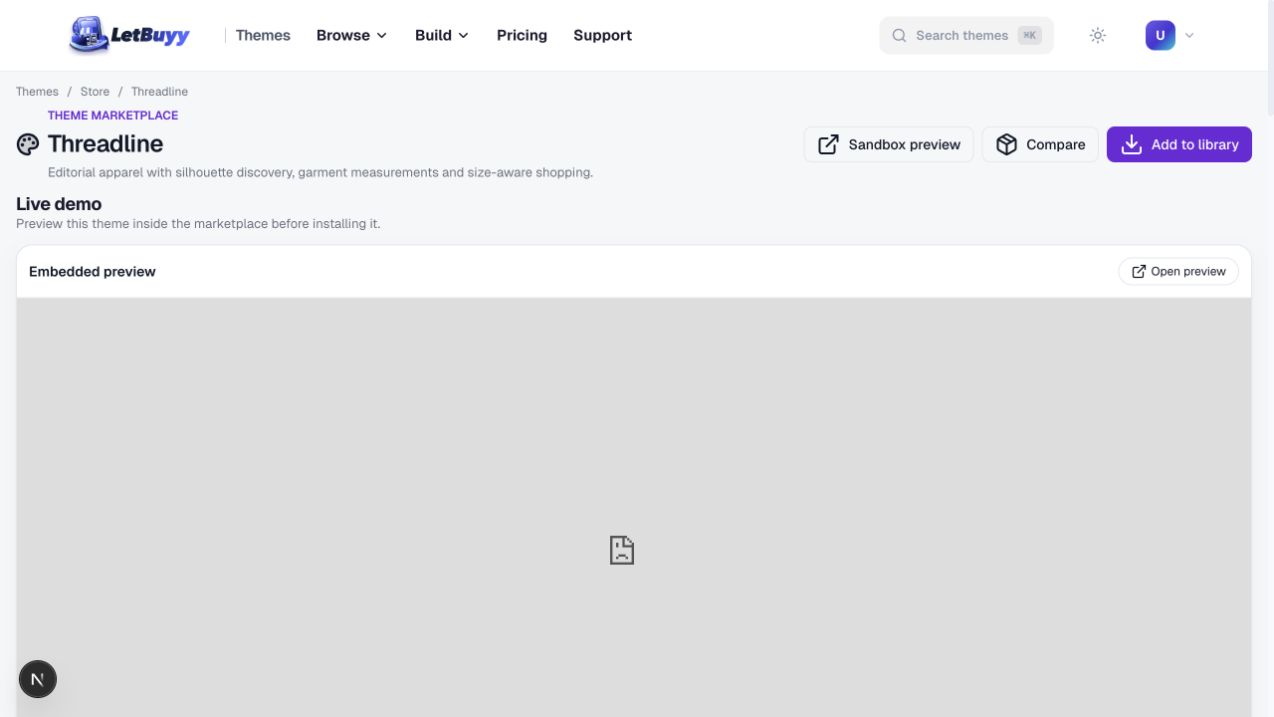 LetBuyy
Themes
Browse
Build
Pricing
Support
Search themes
⌘K
U
Themes / Store / Threadline
THEME MARKETPLACE
Threadline
Editorial apparel with silhouette discovery, garment measurements and size-aware shopping.
Sandbox preview
Compare
Add to library
Live demo
Preview this theme inside the marketplace before installing it.
Embedded preview
Open preview
N